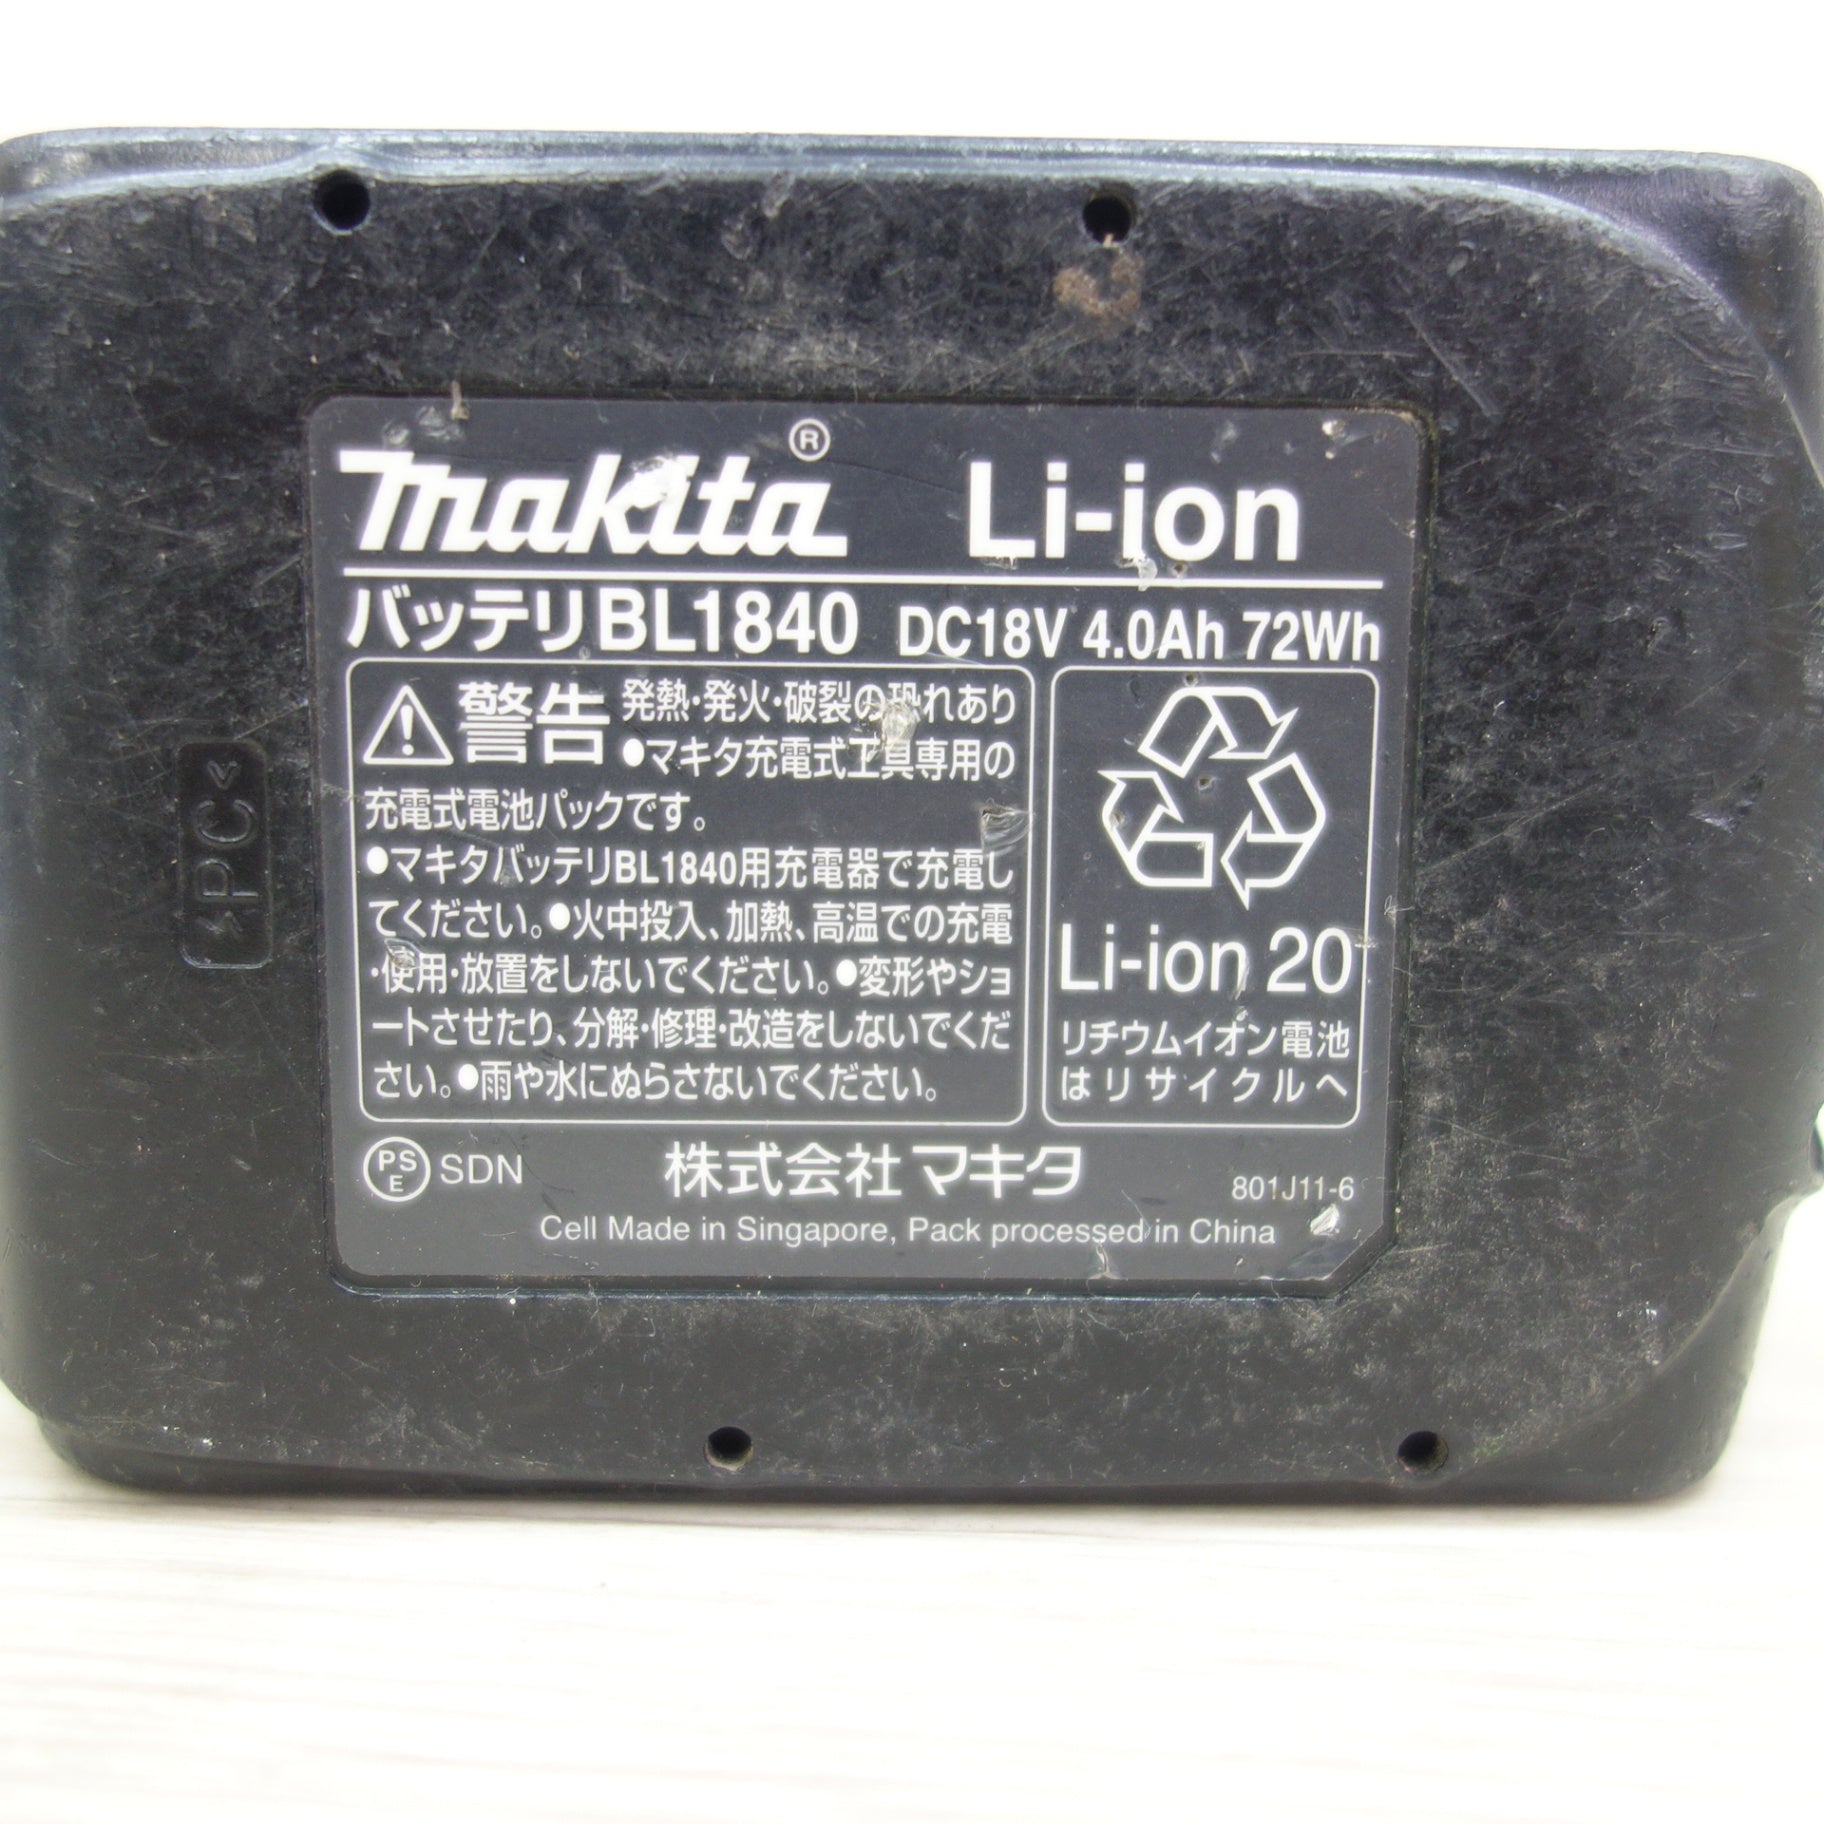 makita® Li-ion
バッテリBL1840 DC18V 4.0Ah 72Wh
警告 発熱・発火・破裂の恐れあり
●マキタ充電式工具専用の
充電式電池パックです。
●マキタバッテリBL1840用充電器で充電し
てください。●火中投入、加熱、高温での充電
・使用・放置をしないでください。●変形やショ
ートさせたり、分解・修理・改造をしないでくだ
さい。●雨や水にぬらさないでください。
Li-ion 20
リチウムイオン電池
はリサイクルへ
PSE SDN 株式会社マキタ 801J11-6
Cell Made in Singapore, Pack processed in China
>PC<